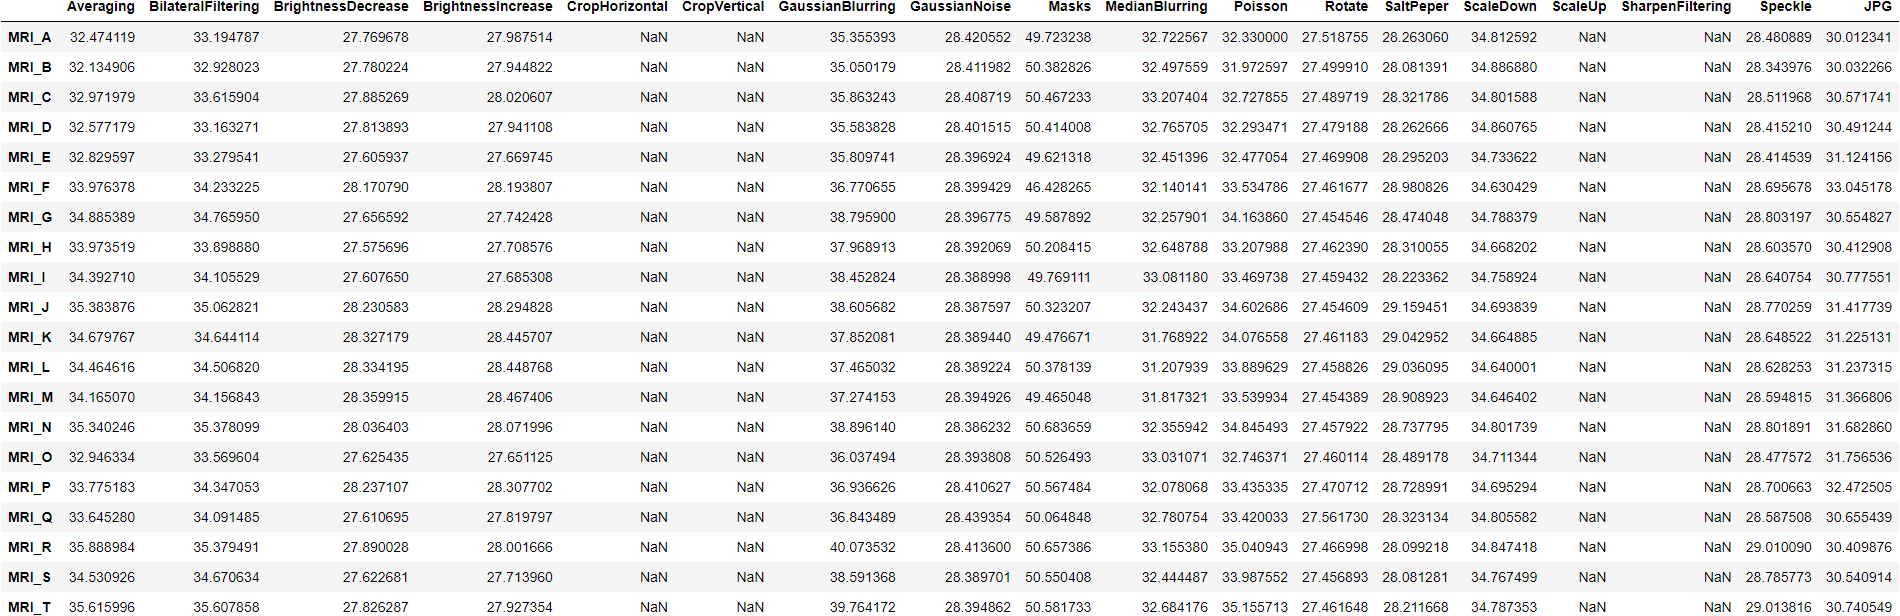 Averaging BilateralFiltering BrightnessDecrease BrightnessIncrease CropHorizontal CropVertical GaussianBlurring GaussianNoise Masks MedianBlurring Poisson Rotate SaltPeper ScaleDown ScaleUp SharpenFiltering Speckle JPG
MRI_A 32.474119 33.194787 27.769678 27.987514 NaN NaN 35.355393 28.420552 49.723238 32.722567 32.330000 27.518755 28.263060 34.812592 NaN NaN 28.480889 30.012341
MRI_B 32.134906 32.928023 27.780224 27.944822 NaN NaN 35.050179 28.411982 50.382826 32.497559 31.972597 27.499910 28.081391 34.886880 NaN NaN 28.343976 30.032266
MRI_C 32.971979 33.615904 27.885269 28.020607 NaN NaN 35.863243 28.408719 50.467233 33.207404 32.727855 27.489719 28.321786 34.801588 NaN NaN 28.511968 30.571741
MRI_D 32.577179 33.163271 27.813893 27.941108 NaN NaN 35.583828 28.401515 50.414008 32.765705 32.293471 27.479188 28.262666 34.860765 NaN NaN 28.415210 30.491244
MRI_E 32.829597 33.279541 27.605937 27.669745 NaN NaN 35.809741 28.396924 49.621318 32.451396 32.477054 27.469908 28.295203 34.733622 NaN NaN 28.414539 31.124156
MRI_F 33.976378 34.233225 28.170790 28.193807 NaN NaN 36.770655 28.399429 46.428265 32.140141 33.534786 27.461677 28.980826 34.630429 NaN NaN 28.695678 33.045178
MRI_G 34.885389 34.765950 27.656592 27.742428 NaN NaN 38.795900 28.396775 49.587892 32.257901 34.163860 27.454546 28.474048 34.788379 NaN NaN 28.803197 30.554827
MRI_H 33.973519 33.898880 27.575696 27.708576 NaN NaN 37.968913 28.392069 50.208415 32.648788 33.207988 27.462390 28.310055 34.668202 NaN NaN 28.603570 30.412908
MRI_I 34.392710 34.105529 27.607650 27.685308 NaN NaN 38.452824 28.388998 49.769111 33.081180 33.469738 27.459432 28.223362 34.758924 NaN NaN 28.640754 30.777551
MRI_J 35.383876 35.062821 28.230583 28.294828 NaN NaN 38.605682 28.387597 50.323207 32.243437 34.602686 27.454609 29.159451 34.693839 NaN NaN 28.770259 31.417739
MRI_K 34.679767 34.644114 28.327179 28.445707 NaN NaN 37.852081 28.389440 49.476671 31.768922 34.076558 27.461183 29.042952 34.664885 NaN NaN 28.648522 31.225131
MRI_L 34.464616 34.506820 28.334195 28.448768 NaN NaN 37.465032 28.389224 50.378139 31.207939 33.889629 27.458826 29.036095 34.640001 NaN NaN 28.628253 31.237315
MRI_M 34.165070 34.156843 28.359915 28.467406 NaN NaN 37.274153 28.394926 49.465048 31.817321 33.539934 27.454389 28.908923 34.646402 NaN NaN 28.594815 31.366806
MRI_N 35.340246 35.378099 28.036403 28.071996 NaN NaN 38.896140 28.386232 50.683659 32.355942 34.845493 27.457922 28.737795 34.801739 NaN NaN 28.801891 31.682860
MRI_O 32.946334 33.569604 27.625435 27.651125 NaN NaN 36.037494 28.393808 50.526493 33.031071 32.746371 27.460114 28.489178 34.711344 NaN NaN 28.477572 31.756536
MRI_P 33.775183 34.347053 28.237107 28.307702 NaN NaN 36.936626 28.410627 50.567484 32.078068 33.435335 27.470712 28.728991 34.695294 NaN NaN 28.700663 32.472505
MRI_Q 33.645280 34.091485 27.610695 27.819797 NaN NaN 36.843489 28.439354 50.064848 32.780754 33.420033 27.561730 28.323134 34.805582 NaN NaN 28.587508 30.655439
MRI_R 35.888984 35.379491 27.890028 28.001666 NaN NaN 40.073532 28.413600 50.657386 33.155380 35.040943 27.466998 28.099218 34.847418 NaN NaN 29.010090 30.409876
MRI_S 34.530926 34.670634 27.622681 27.713960 NaN NaN 38.591368 28.389701 50.550408 32.444487 33.987552 27.456893 28.081281 34.767499 NaN NaN 28.785773 30.540914
MRI_T 35.615996 35.607858 27.826287 27.927354 NaN NaN 39.764172 28.394862 50.581733 32.684176 35.155713 27.461648 28.211668 34.787353 NaN NaN 29.013816 30.740549